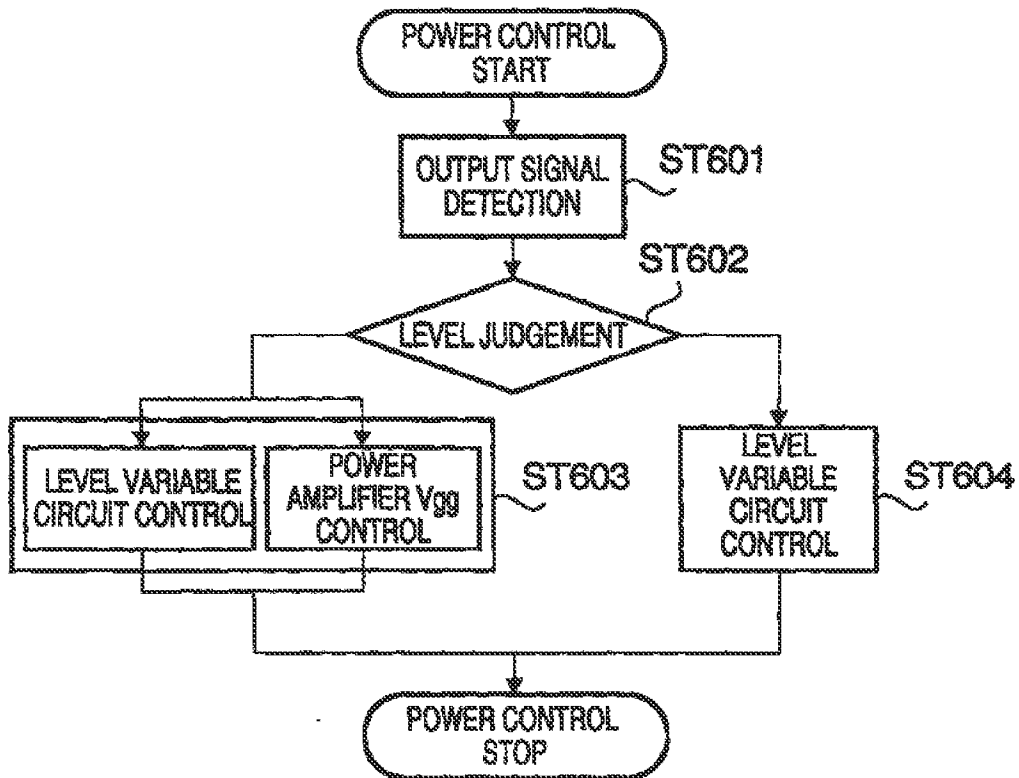 POWER CONTROL
START
OUTPUT SIGNAL
DETECTION
ST601
ST602
LEVEL JUDGEMENT
LEVEL VARIABLE
CIRCUIT CONTROL
POWER
AMPLIFIER Vgg
CONTROL
ST603
LEVEL
VARIABLE
CIRCUIT
CONTROL
ST604
POWER CONTROL
STOP